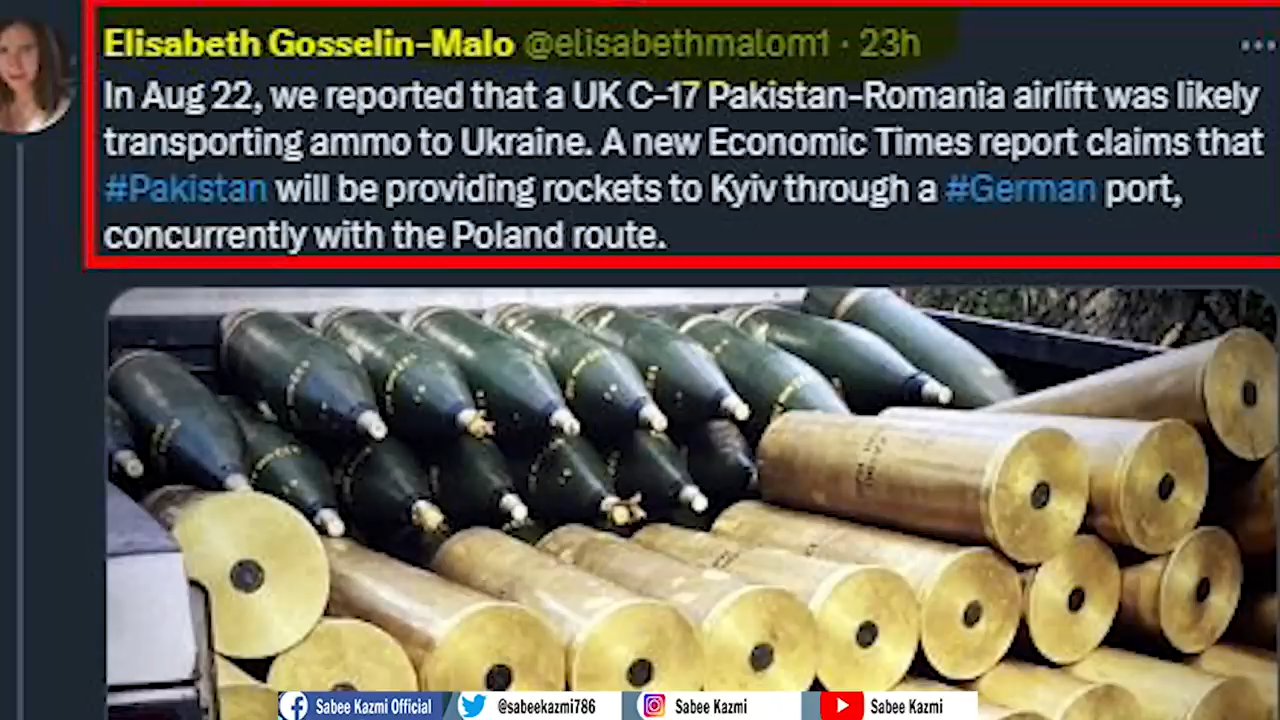 Elisabeth Gosselin-Malo @elisabethmalom1 · 23h
In Aug 22, we reported that a UK C-17 Pakistan-Romania airlift was likely
transporting ammo to Ukraine. A new Economic Times report claims that
#Pakistan will be providing rockets to Kyiv through a #German port,
concurrently with the Poland route.
Sabee Kazmi Official @sabeekazmi786 Sabee Kazmi Sabee Kazmi